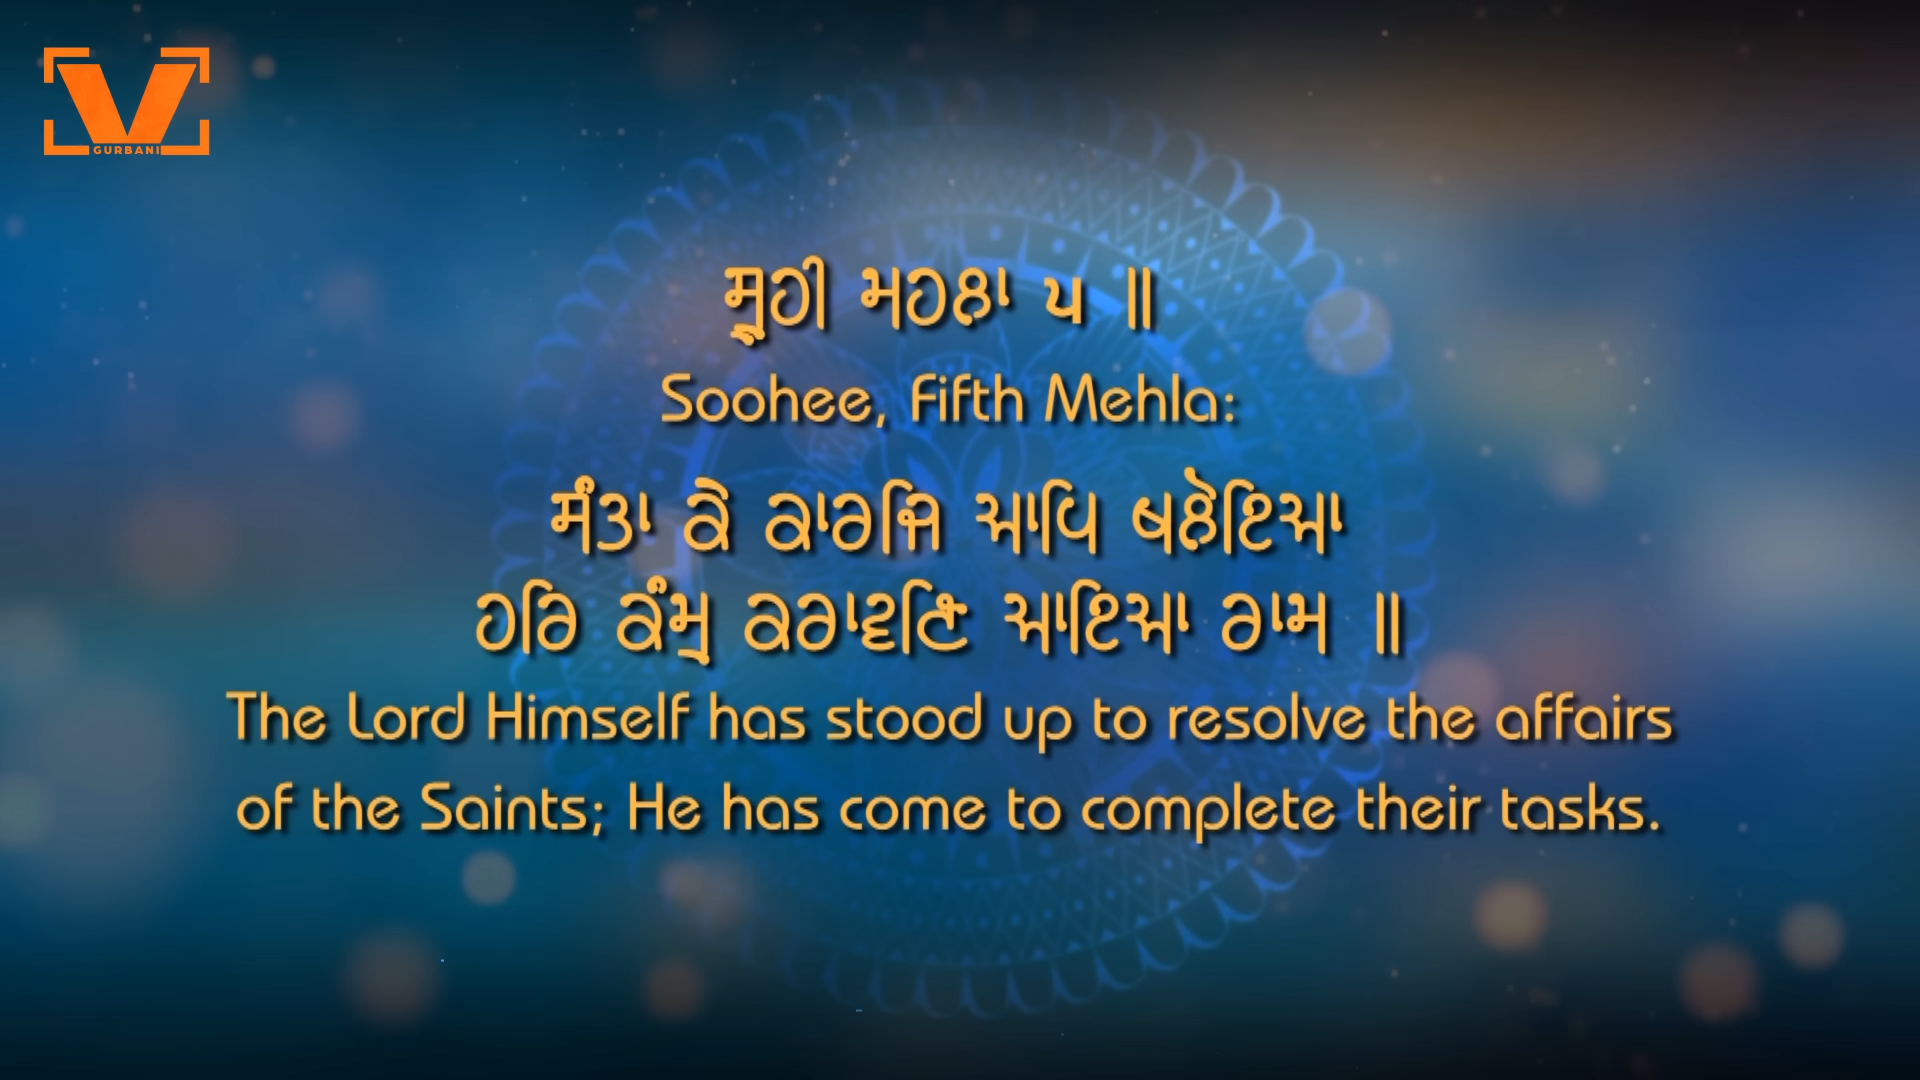 V
GURBANI
ਸੂਹੀ ਮਹਲਾ ੫ ॥
Soohee, Fifth Mehla:
ਸੰਤਾ ਕੇ ਕਾਰਜਿ ਆਪਿ ਖਲੋਇਆ
ਹਰਿ ਕੰਮੁ ਕਰਾਵਣਿ ਆਇਆ ਰਾਮ ॥
The Lord Himself has stood up to resolve the affairs
of the Saints; He has come to complete their tasks.